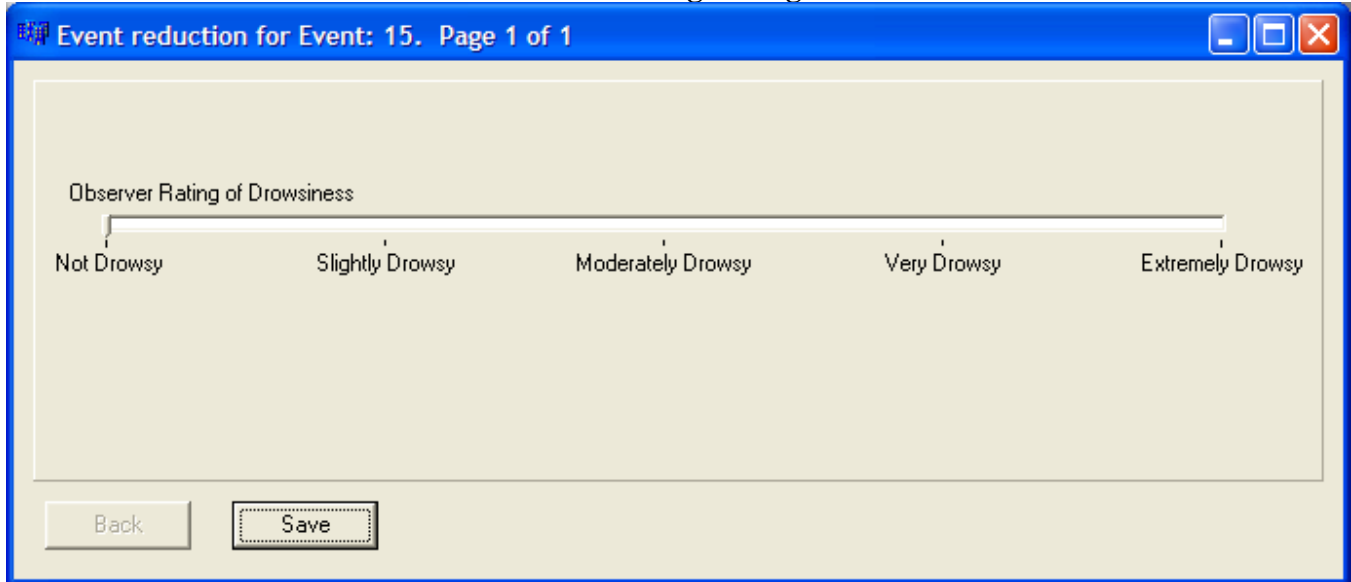 Event reduction for Event: 15. Page 1 of 1
Observer Rating of Drowsiness
Not Drowsy Slightly Drowsy Moderately Drowsy Very Drowsy Extremely Drowsy
Back Save